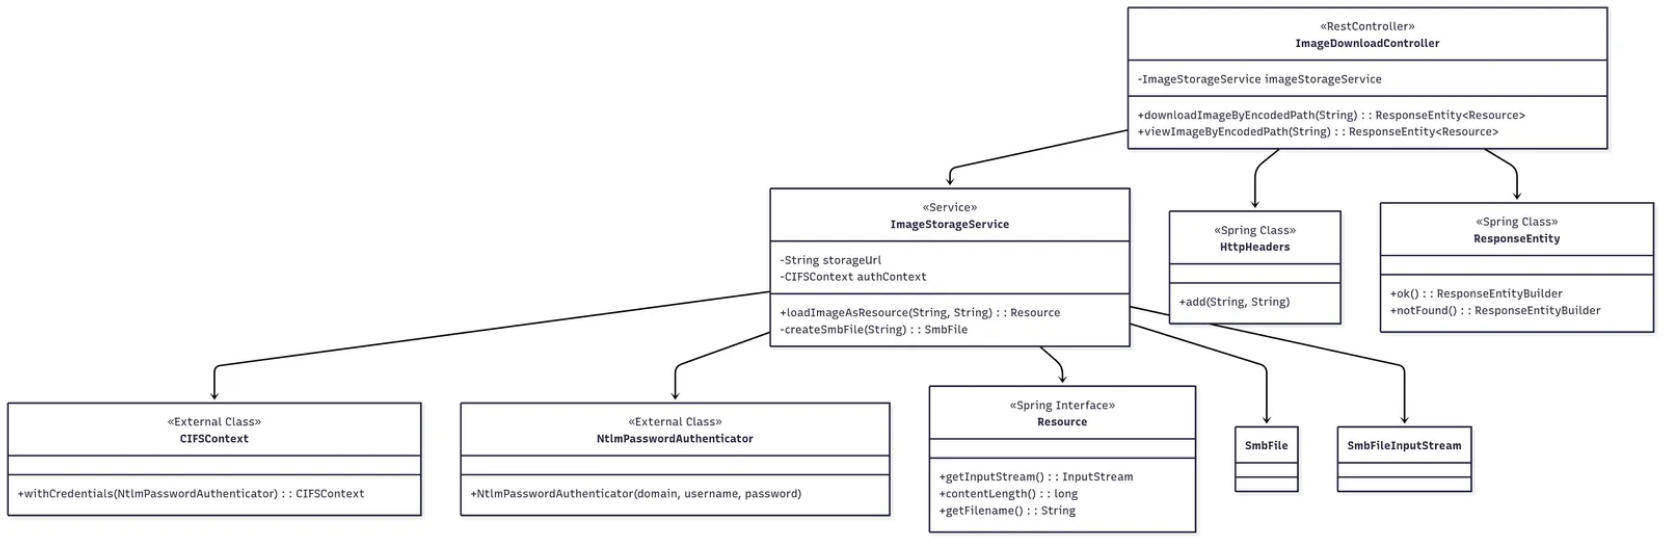 «RestController»
ImageDownloadController
-ImageStorageService imageStorageService
+downloadImageByEncodedPath(String) : : ResponseEntity<Resource>
+viewImageByEncodedPath(String) : : ResponseEntity<Resource>
«Service»
ImageStorageService
-String storageUrl
-CIFSContext authContext
+loadImageAsResource(String, String) : : Resource
-createSmbFile(String) : : SmbFile
«Spring Class»
HttpHeaders
+add(String, String)
«Spring Class»
ResponseEntity
+ok() : : ResponseEntityBuilder
+notFound() : : ResponseEntityBuilder
«External Class»
CIFSContext
+withCredentials(NtlmPasswordAuthenticator) : : CIFSContext
«External Class»
NtlmPasswordAuthenticator
+NtlmPasswordAuthenticator(domain, username, password)
«Spring Interface»
Resource
+getInputStream() : : InputStream
+contentLength() : : long
+getFilename() : : String
SmbFile
SmbFileInputStream